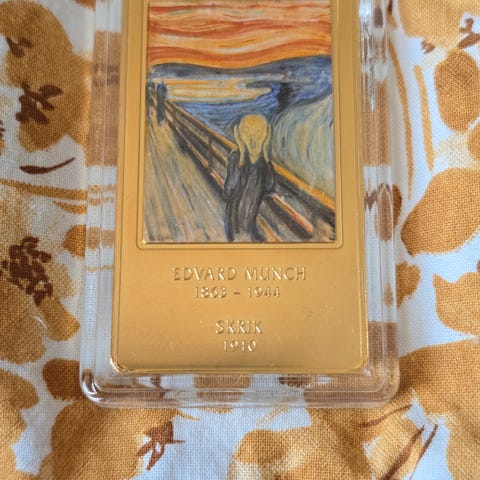 EDVARD MUNCH
1863 – 1944
SKRIK
1910